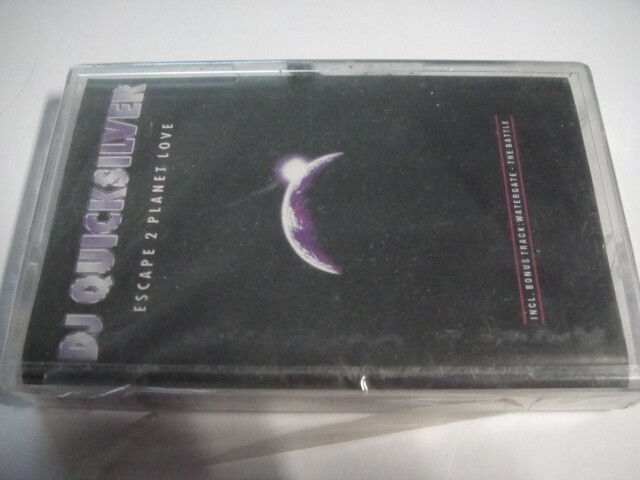 DJ QUICKSILVER
ESCAPE 2 PLANET LOVE
INCL. BONUS TRACK: WATERGATE - THE BATTLE